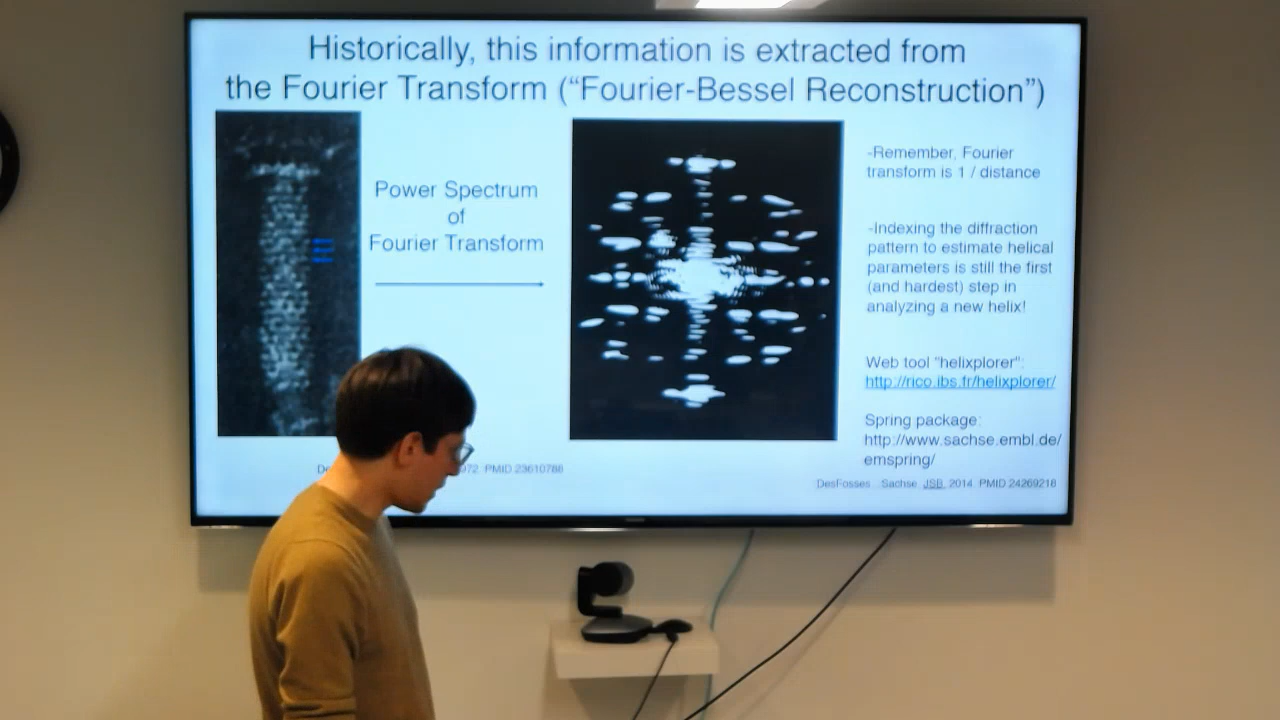 Historically, this information is extracted from
the Fourier Transform (“Fourier-Bessel Reconstruction”)
Power Spectrum
of
Fourier Transform
-Remember, Fourier
transform is 1 / distance
-Indexing the diffraction
pattern to estimate helical
parameters is still the first
(and hardest) step in
analyzing a new helix!
Web tool "helixplorer":
http://rico.ibs.fr/helixplorer/
Spring package:
http://www.sachse.embl.de/
emspring/
972. PMID 23610788
DesFosses...Sachse, JSB, 2014. PMID 24269218